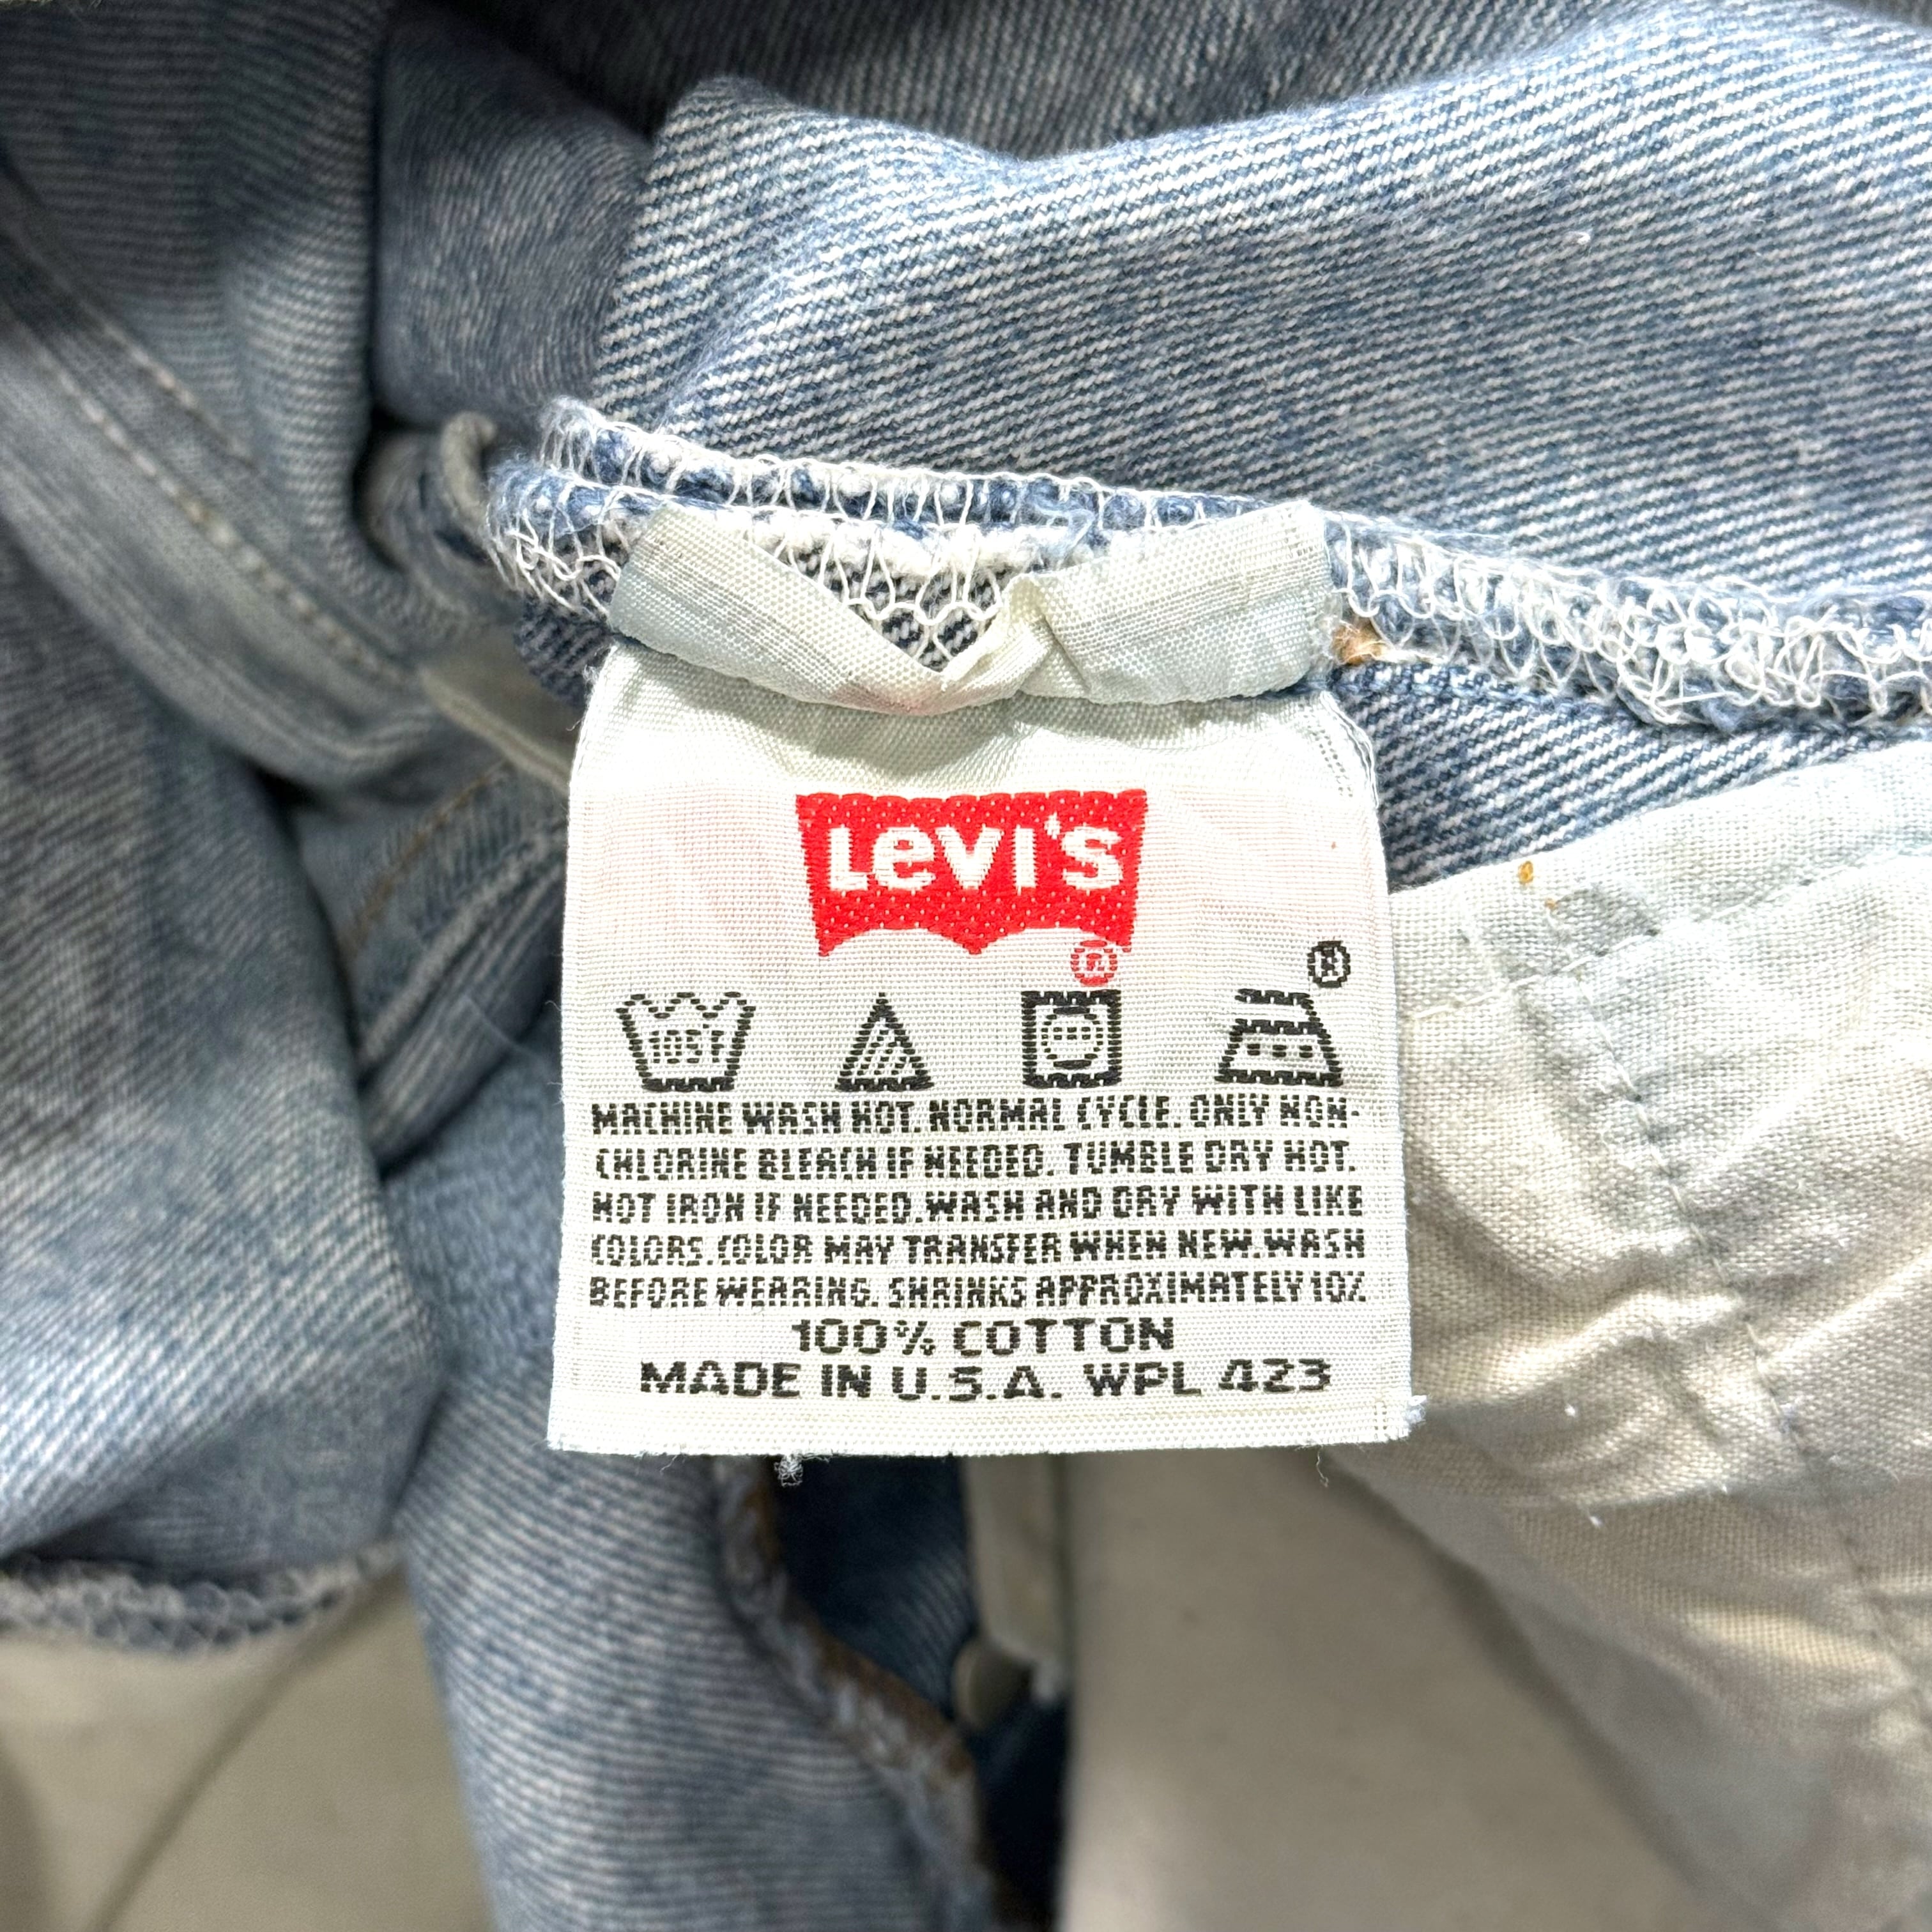 LEVI'S
®
®
105°F
MACHINE WASH HOT. NORMAL CYCLE. ONLY NON-
CHLORINE BLEACH IF NEEDED. TUMBLE DRY HOT.
HOT IRON IF NEEDED. WASH AND DRY WITH LIKE
COLORS. COLOR MAY TRANSFER WHEN NEW. WASH
BEFORE WEARING. SHRINKS APPROXIMATELY 10%
100% COTTON
MADE IN U.S.A. WPL 423